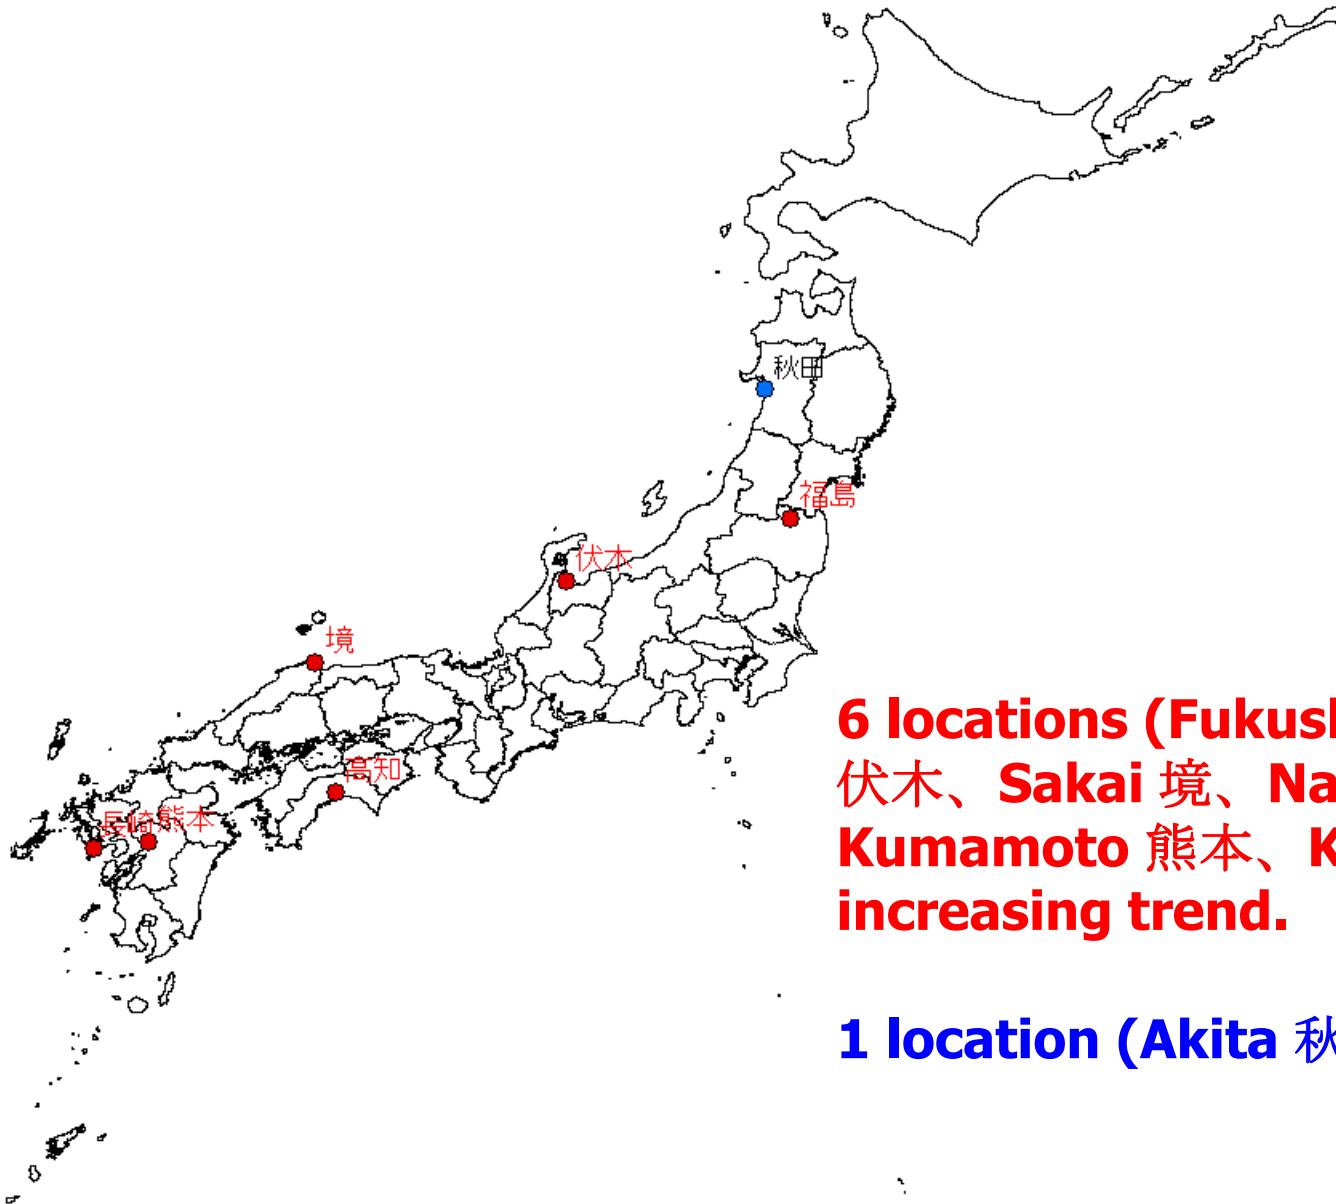 秋田
福島
伏木
境
高知
長崎
熊本
6 locations (Fukus
伏木、Sakai 境、Na
Kumamoto 熊本、K
increasing trend.
1 location (Akita 秋